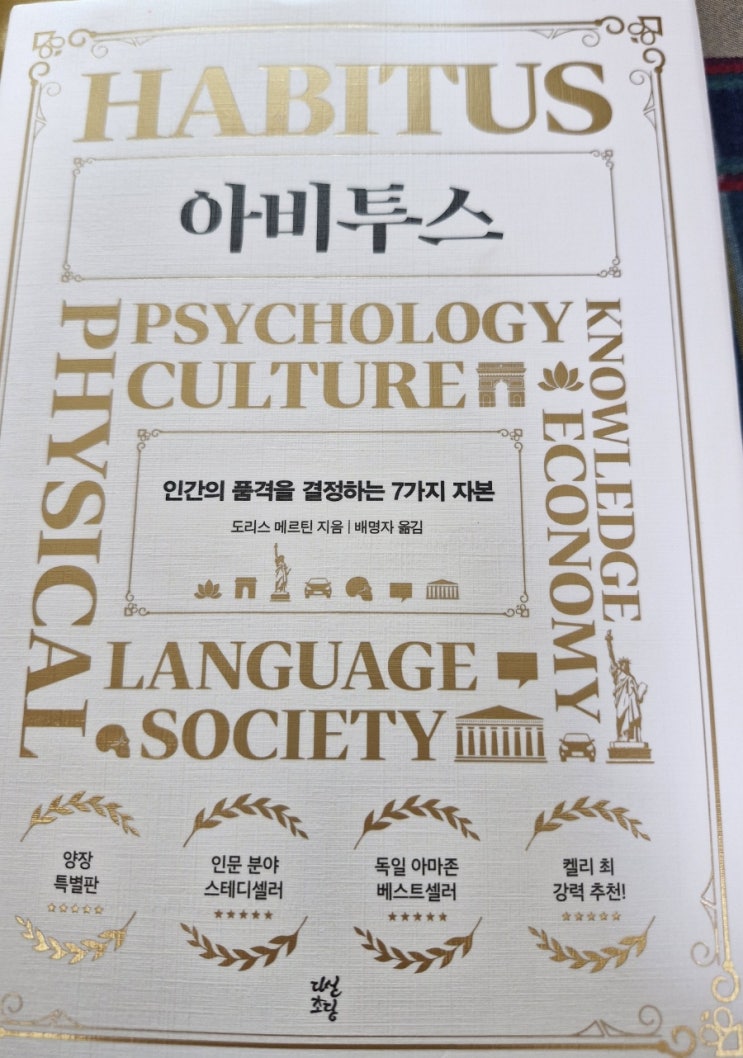 HABITUS
아비투스
PHYSICAL
PSYCHOLOGY
CULTURE
KNOWLEDGE
ECONOMY
인간의 품격을 결정하는 7가지 자본
도리스 메르틴 지음 | 배명자 옮김
LANGUAGE
SOCIETY
양장
특별판
인문 분야
스테디셀러
독일 아마존
베스트셀러
켈리 최
강력 추천!
다산
초당